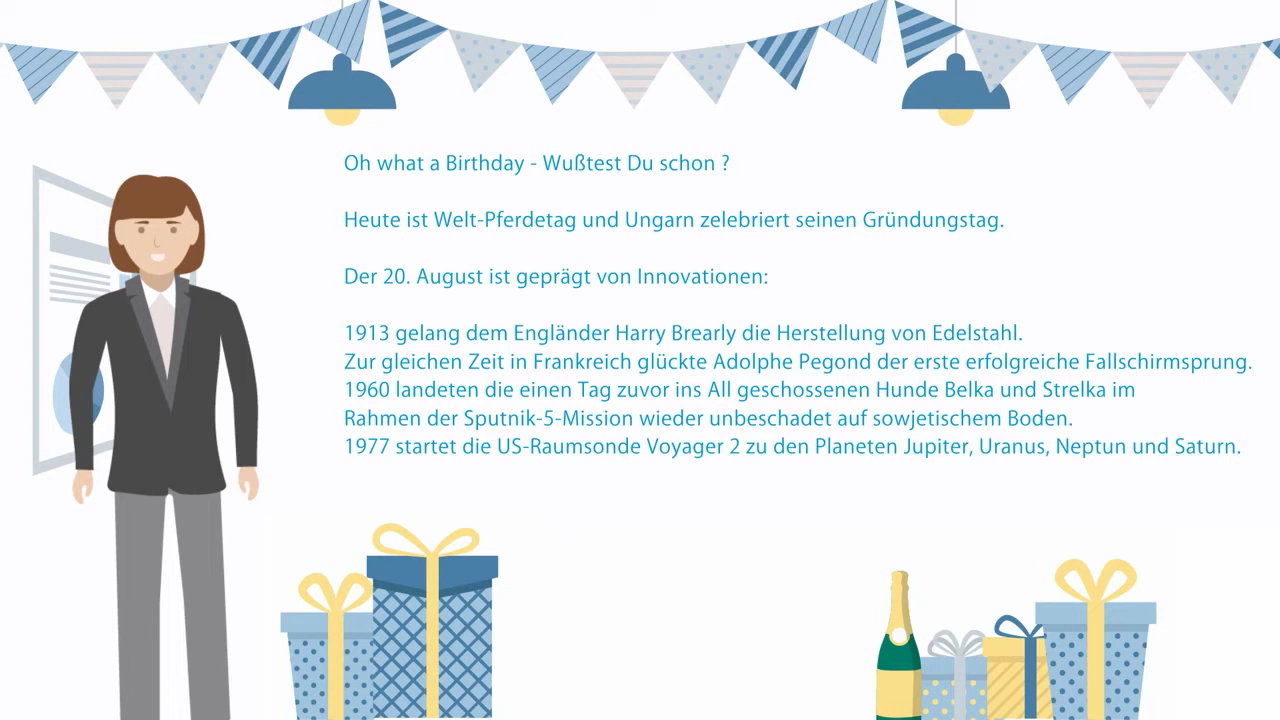 Oh what a Birthday - Wußtest Du schon ?
Heute ist Welt-Pferdetag und Ungarn zelebriert seinen Gründungstag.
Der 20. August ist geprägt von Innovationen:
1913 gelang dem Engländer Harry Brearly die Herstellung von Edelstahl.
Zur gleichen Zeit in Frankreich glückte Adolphe Pegond der erste erfolgreiche Fallschirmsprung.
1960 landeten die einen Tag zuvor ins All geschossenen Hunde Belka und Strelka im
Rahmen der Sputnik-5-Mission wieder unbeschadet auf sowjetischem Boden.
1977 startet die US-Raumsonde Voyager 2 zu den Planeten Jupiter, Uranus, Neptun und Saturn.